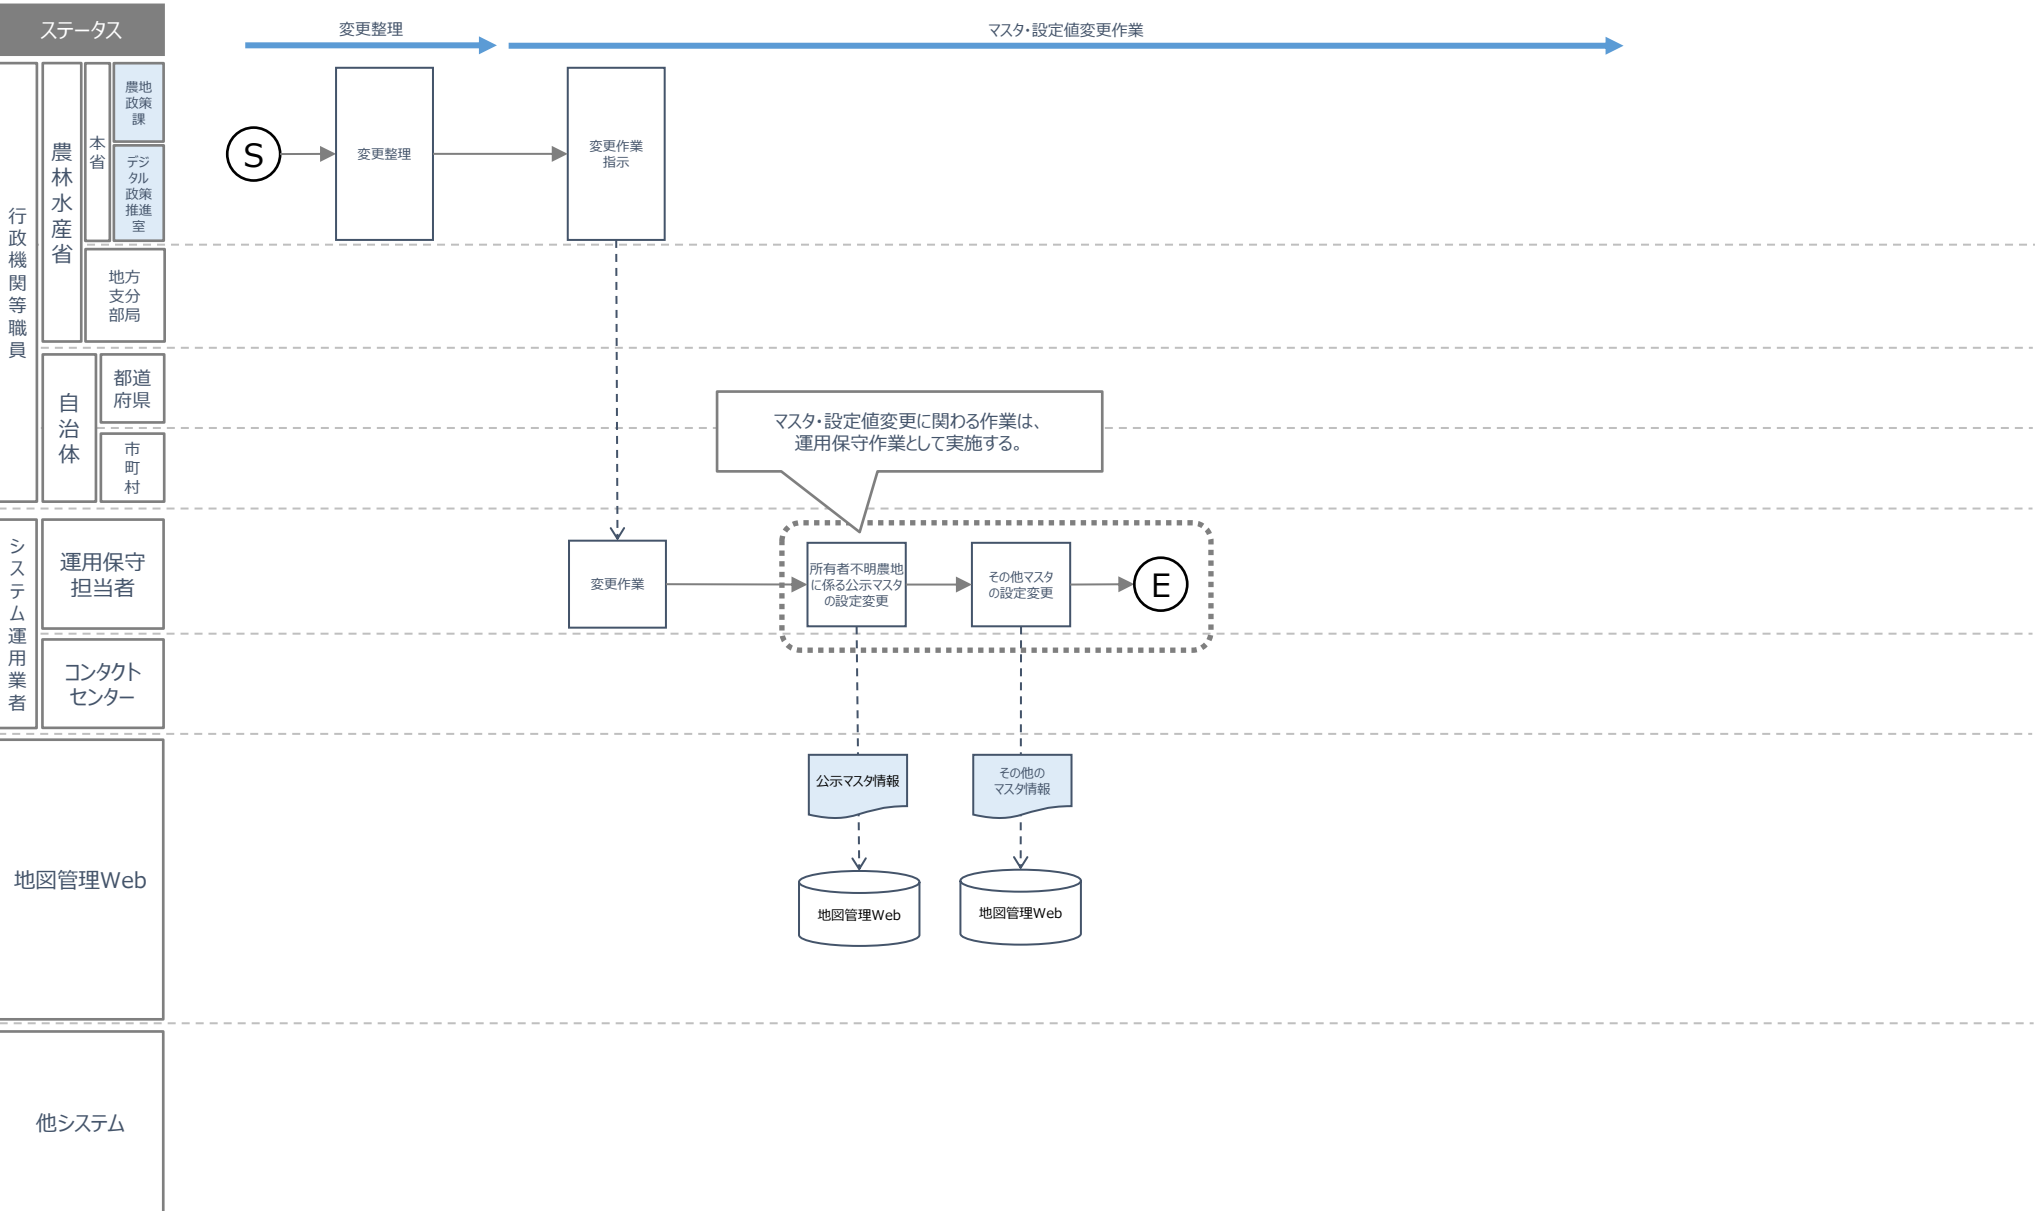 ステータス
変更整理
マスタ・設定値変更作業
行政機関等職員
農林水産省
本省
農地
政策
課
デジ
タル
政策
推進
室
S
変更整理
変更作業
指示
地方
支分
部局
自治体
都道
府県
市町村
マスタ・設定値変更に関わる作業は、
運用保守作業として実施する。
システム運用業者
運用保守
担当者
変更作業
所有者不明農地
に係る公示マスタ
の設定変更
その他マスタ
の設定変更
E
コンタクト
センター
地図管理Web
公示マスタ情報
その他の
マスタ情報
地図管理Web
地図管理Web
他システム